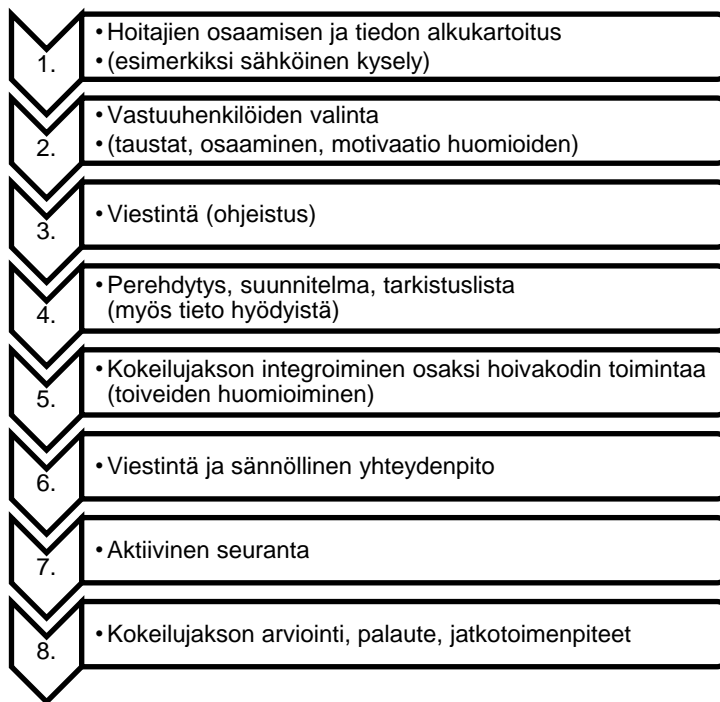 1.
• Hoitajien osaamisen ja tiedon alkukartoitus
• (esimerkiksi sähköinen kysely)
2.
• Vastuuhenkilöiden valinta
• (taustat, osaaminen, motivaatio huomioiden)
3.
• Viestintä (ohjeistus)
4.
• Perehdytys, suunnitelma, tarkistuslista
(myös tieto hyödyistä)
5.
• Kokeilujakson integroiminen osaksi hoivakodin toimintaa
(toiveiden huomioiminen)
6.
• Viestintä ja sännöllinen yhteydenpito
7.
• Aktiivinen seuranta
8.
• Kokeilujakson arviointi, palaute, jatkotoimenpiteet